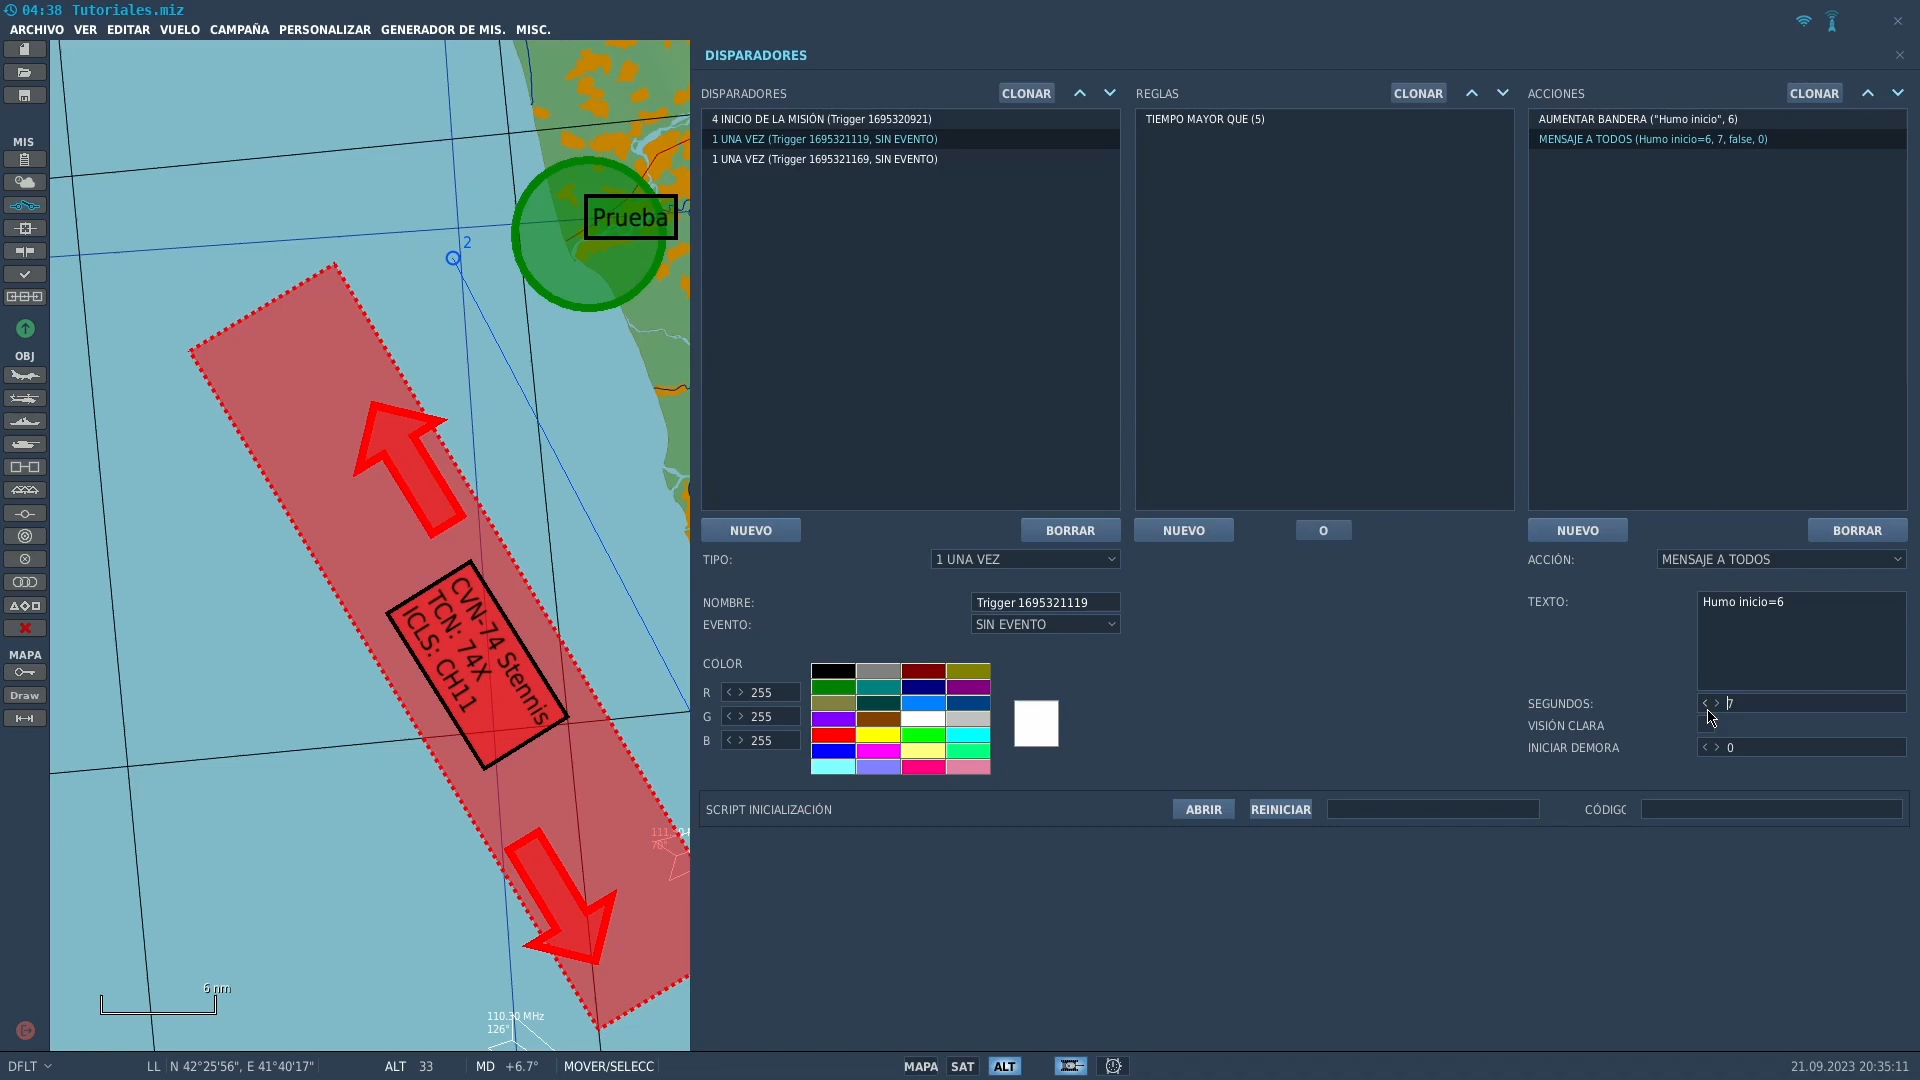 04:38 Tutoriales.miz
ARCHIVO VER EDITAR VUELO CAMPAÑA PERSONALIZAR GENERADOR DE MIS. MISC.
MIS
OBJ
MAPA
Draw
2
Prueba
CVN-74 Stennis
TCN: 74X
ICLS: CH11
70°
6 nm
110.30 MHz
126°
DISPARADORES
DISPARADORES CLONAR
4 INICIO DE LA MISIÓN (Trigger 1695320921)
1 UNA VEZ (Trigger 1695321119, SIN EVENTO)
1 UNA VEZ (Trigger 1695321169, SIN EVENTO)
NUEVO BORRAR
TIPO: 1 UNA VEZ
NOMBRE: Trigger 1695321119
EVENTO: SIN EVENTO
COLOR
R 255
G 255
B 255
REGLAS CLONAR
TIEMPO MAYOR QUE (5)
NUEVO O
ACCIONES CLONAR
AUMENTAR BANDERA ("Humo inicio", 6)
MENSAJE A TODOS (Humo inicio=6, 7, false, 0)
NUEVO BORRAR
ACCIÓN: MENSAJE A TODOS
TEXTO: Humo inicio=6
SEGUNDOS: 7
VISIÓN CLARA
INICIAR DEMORA 0
SCRIPT INICIALIZACIÓN ABRIR REINICIAR CÓDIGC
DFLT LL N 42°25'56", E 41°40'17" ALT 33 MD +6.7° MOVER/SELECC MAPA SAT ALT 21.09.2023 20:35:11